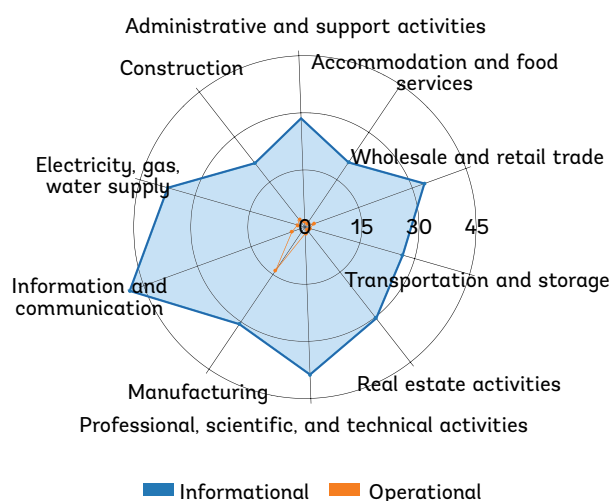 Administrative and support activities
Construction
Accommodation and food
services
Wholesale and retail trade
Electricity, gas,
water supply
0 15 30 45
Transportation and storage
Information and
communication
Real estate activities
Manufacturing
Professional, scientific, and technical activities
Informational Operational